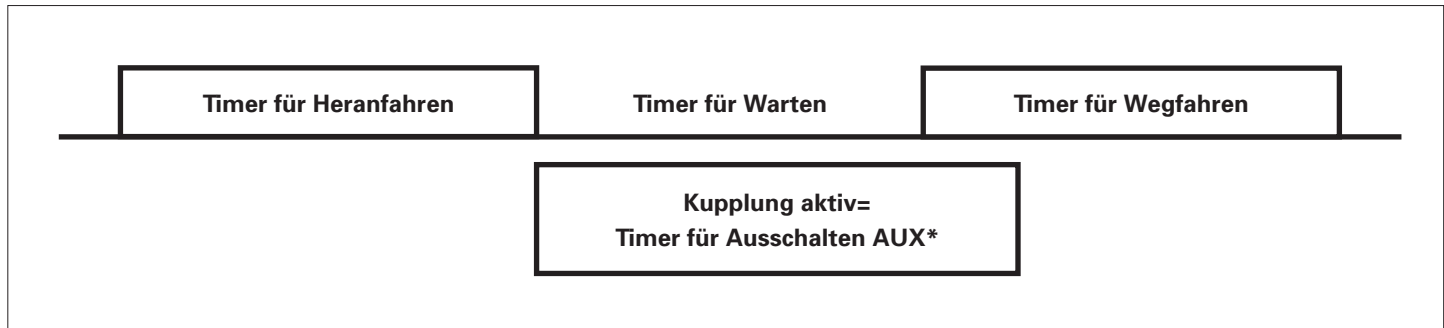 Timer für Heranfahren
Timer für Warten
Timer für Wegfahren
Kupplung aktiv=
Timer für Ausschalten AUX*